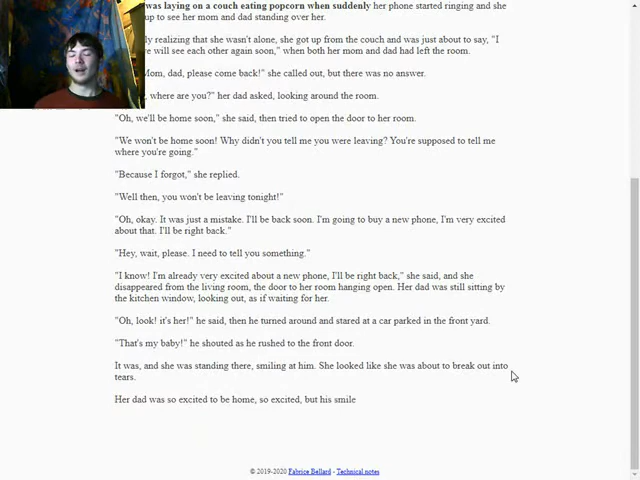 was laying on a couch eating popcorn when suddenly her phone started ringing and she
up to see her mom and dad standing over her.
ly realizing that she wasn't alone, she got up from the couch and was just about to say, “I
e will see each other again soon,” when both her mom and dad had left the room.
Mom, dad, please come back!” she called out, but there was no answer.
, where are you?” her dad asked, looking around the room.
“Oh, we'll be home soon,” she said, then tried to open the door to her room.
“We won't be home soon! Why didn't you tell me you were leaving? You're supposed to tell me
where you're going.”
“Because I forgot,” she replied.
“Well then, you won't be leaving tonight!”
“Oh, okay. It was just a mistake. I'll be back soon. I'm going to buy a new phone, I'm very excited
about that. I'll be right back.”
“Hey, wait, please. I need to tell you something.”
“I know! I'm already very excited about a new phone, I'll be right back,” she said, and she
disappeared from the living room, the door to her room hanging open. Her dad was still sitting by
the kitchen window, looking out, as if waiting for her.
“Oh, look! it's her!” he said, then he turned around and stared at a car parked in the front yard.
“That's my baby!” he shouted as he rushed to the front door.
It was, and she was standing there, smiling at him. She looked like she was about to break out into
tears.
Her dad was so excited to be home, so excited, but his smile
© 2019-2020 Fabrice Bellard - Technical notes